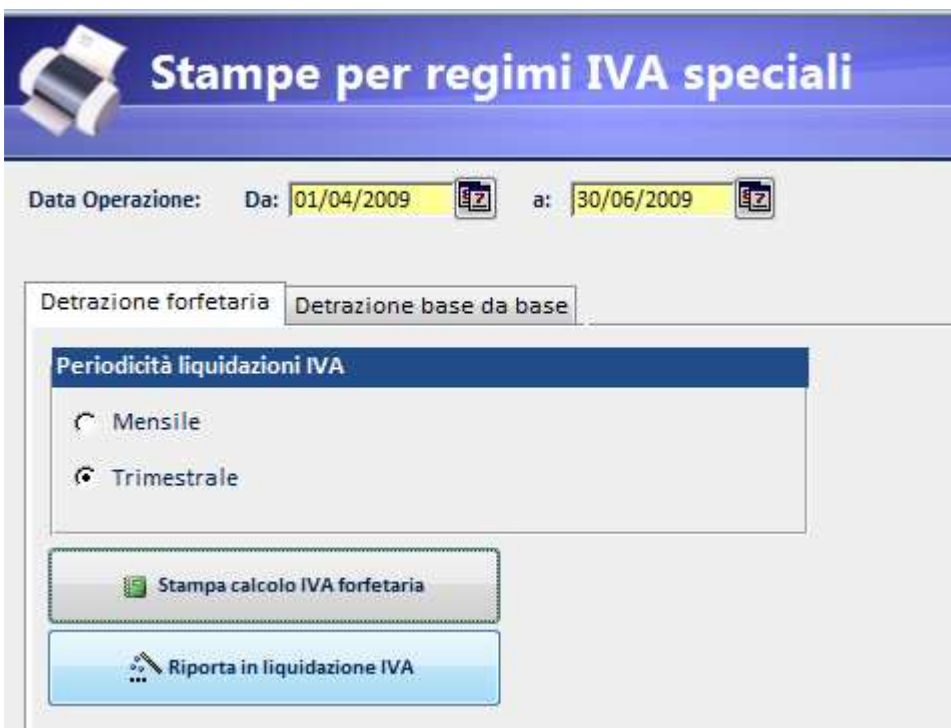 Stampe per regimi IVA speciali
Data Operazione: Da: 01/04/2009 a: 30/06/2009
Detrazione forfetaria Detrazione base da base
Periodicità liquidazioni IVA
Mensile
Trimestrale
Stampa calcolo IVA forfetaria
Riporta in liquidazione IVA